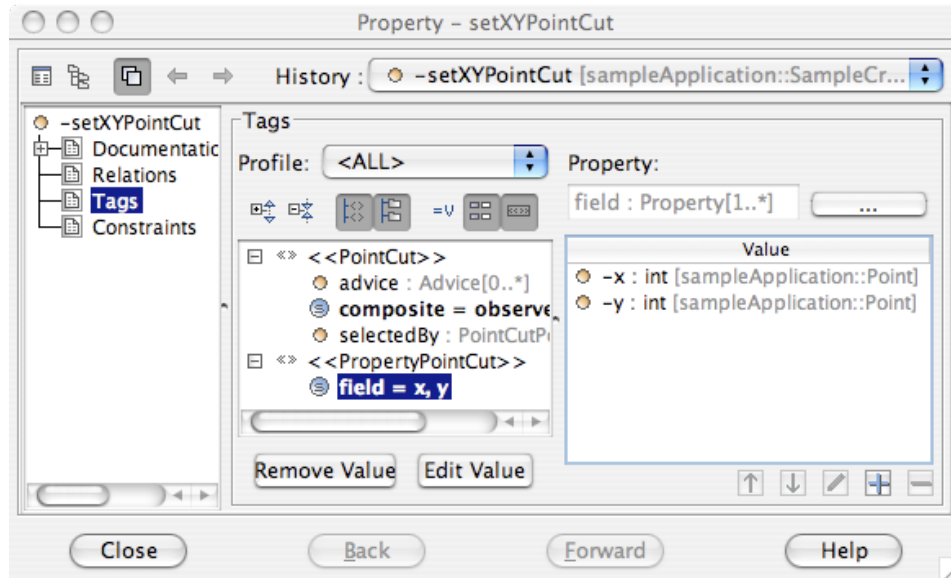 Property – setXYPointCut
History : -setXYPointCut [sampleApplication::SampleCr...
-setXYPointCut
Documentatic
Relations
Tags
Constraints
Tags
Profile: <ALL>
=v
<<PointCut>>
advice : Advice[0..*]
composite = observe
selectedBy : PointCutP
<<PropertyPointCut>>
field = x, y
Remove Value
Edit Value
Property:
field : Property[1..*]
...
Value
-x : int [sampleApplication::Point]
-y : int [sampleApplication::Point]
Close
Back
Forward
Help